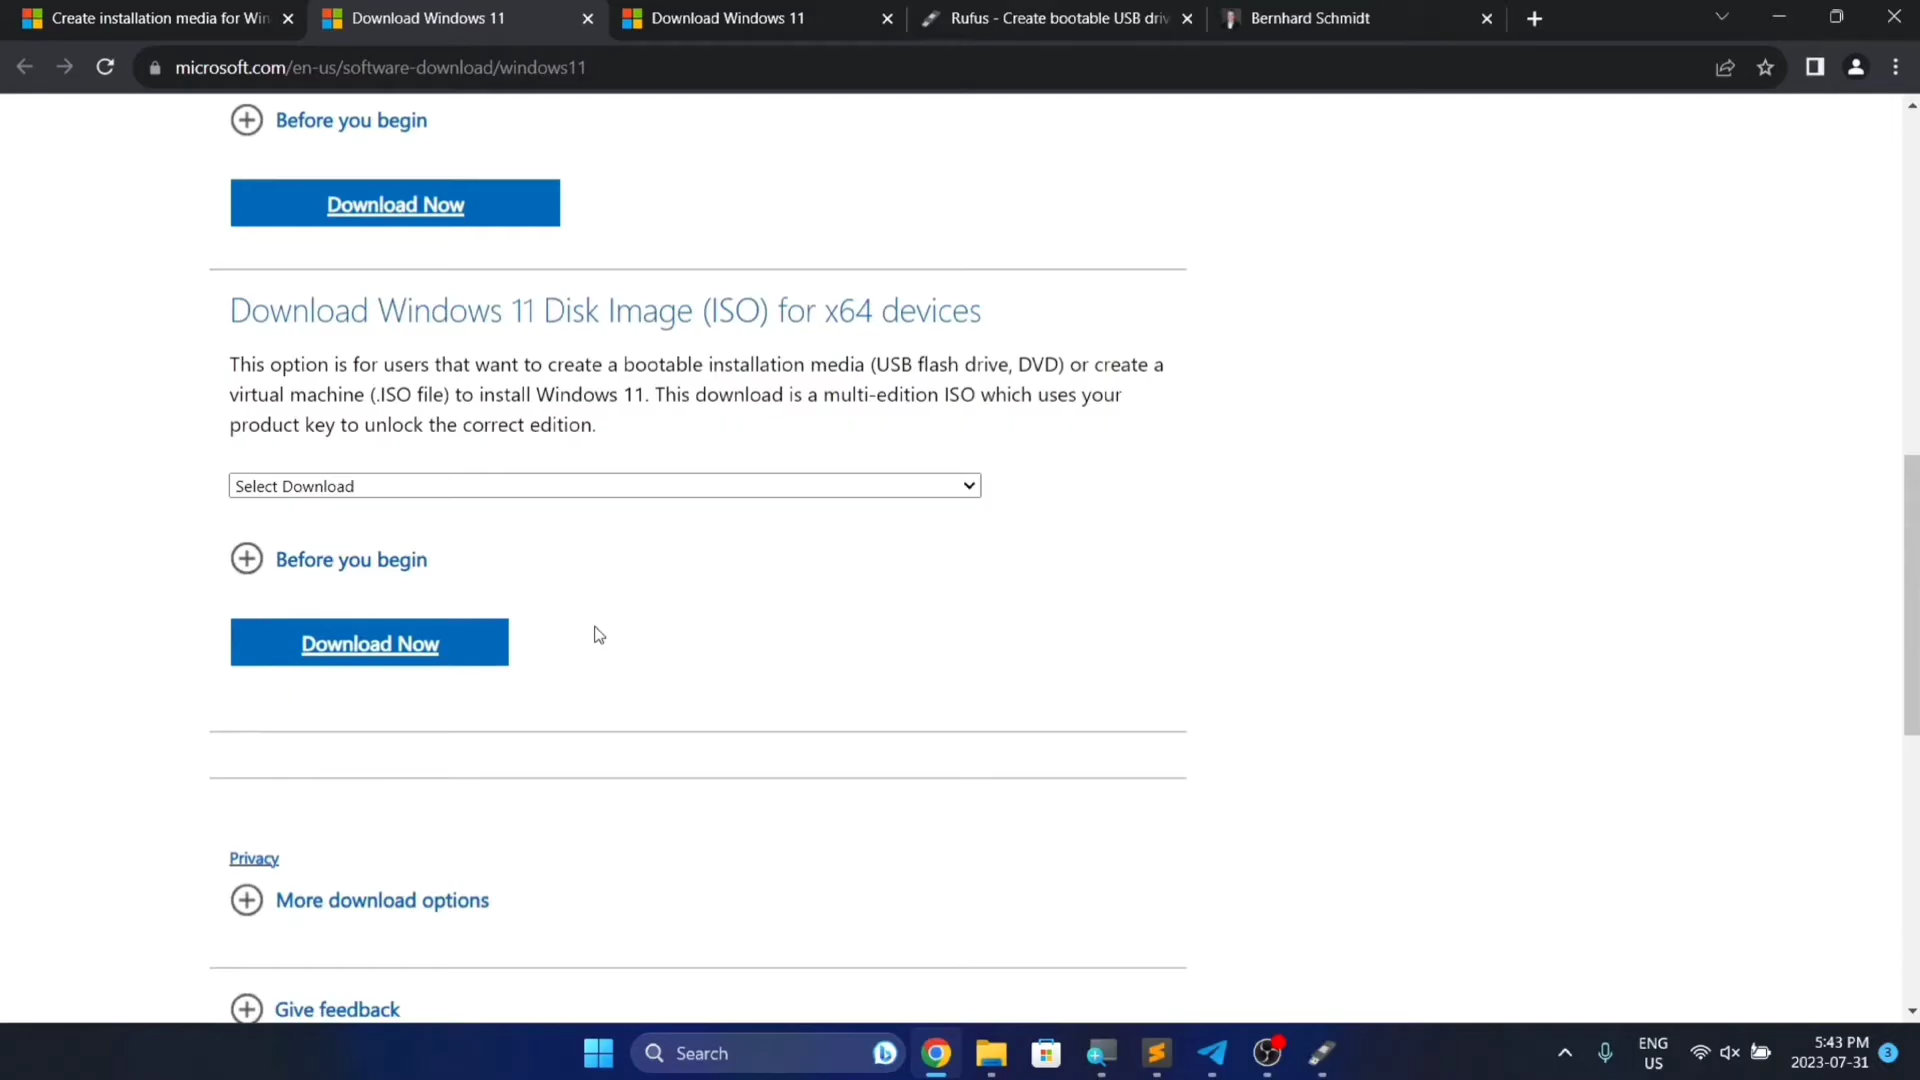 Create installation media for Win
Download Windows 11
Download Windows 11
Rufus - Create bootable USB driv
Bernhard Schmidt
microsoft.com/en-us/software-download/windows11
Before you begin
Download Now
Download Windows 11 Disk Image (ISO) for x64 devices
This option is for users that want to create a bootable installation media (USB flash drive, DVD) or create a
virtual machine (.ISO file) to install Windows 11. This download is a multi-edition ISO which uses your
product key to unlock the correct edition.
Select Download
Before you begin
Download Now
Privacy
More download options
Give feedback
Search
ENG
US
5:43 PM
2023-07-31
3